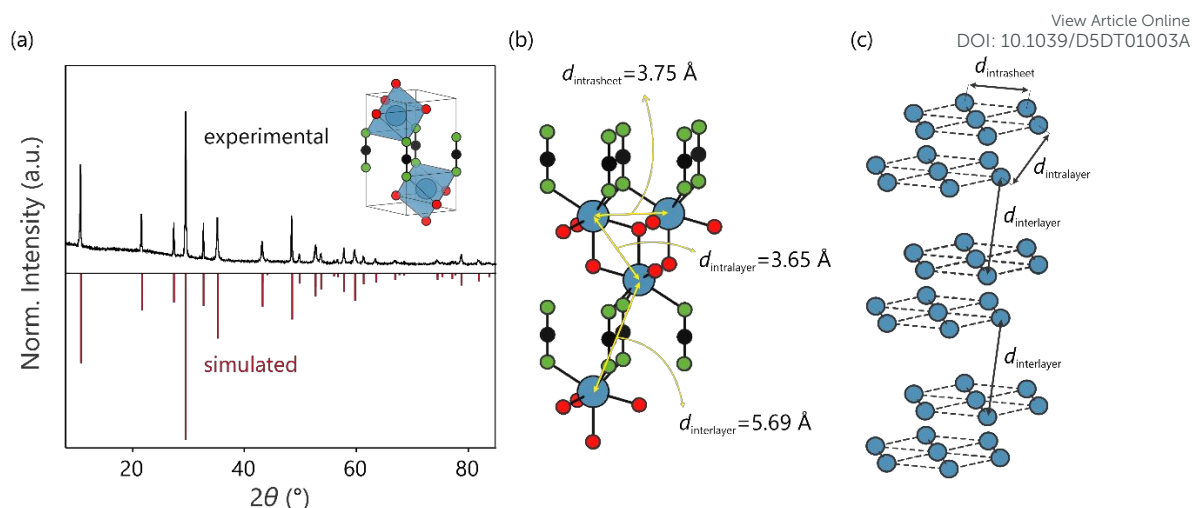 View Article Online
DOI: 10.1039/D5DT01003A
(a)
experimental
simulated
Norm. Intensity (a.u.)
20
40
60
80
2θ (°)
(b)
dintrasheet=3.75 Å
dintralayer=3.65 Å
dinterlayer=5.69 Å
(c)
dintrasheet
dintralayer
dinterlayer
dinterlayer